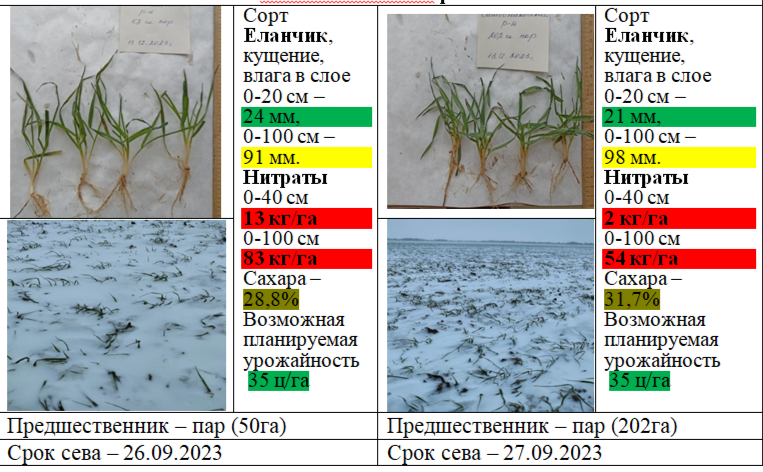 Сорт
Еланчик,
кущение,
влага в слое
0-20 см –
24 мм,
0-100 см –
91 мм.
Нитраты
0-40 см
13 кг/га
0-100 см
83 кг/га
Сахара –
28,8%
Возможная
планируемая
урожайность
35 ц/га
Сорт
Еланчик,
кущение,
влага в слое
0-20 см –
21 мм,
0-100 см –
98 мм.
Нитраты
0-40 см
2 кг/га
0-100 см
54 кг/га
Сахара –
31,7%
Возможная
планируемая
урожайность
35 ц/га
Предшественник – пар (50га)
Предшественник – пар (202га)
Срок сева – 26.09.2023
Срок сева – 27.09.2023